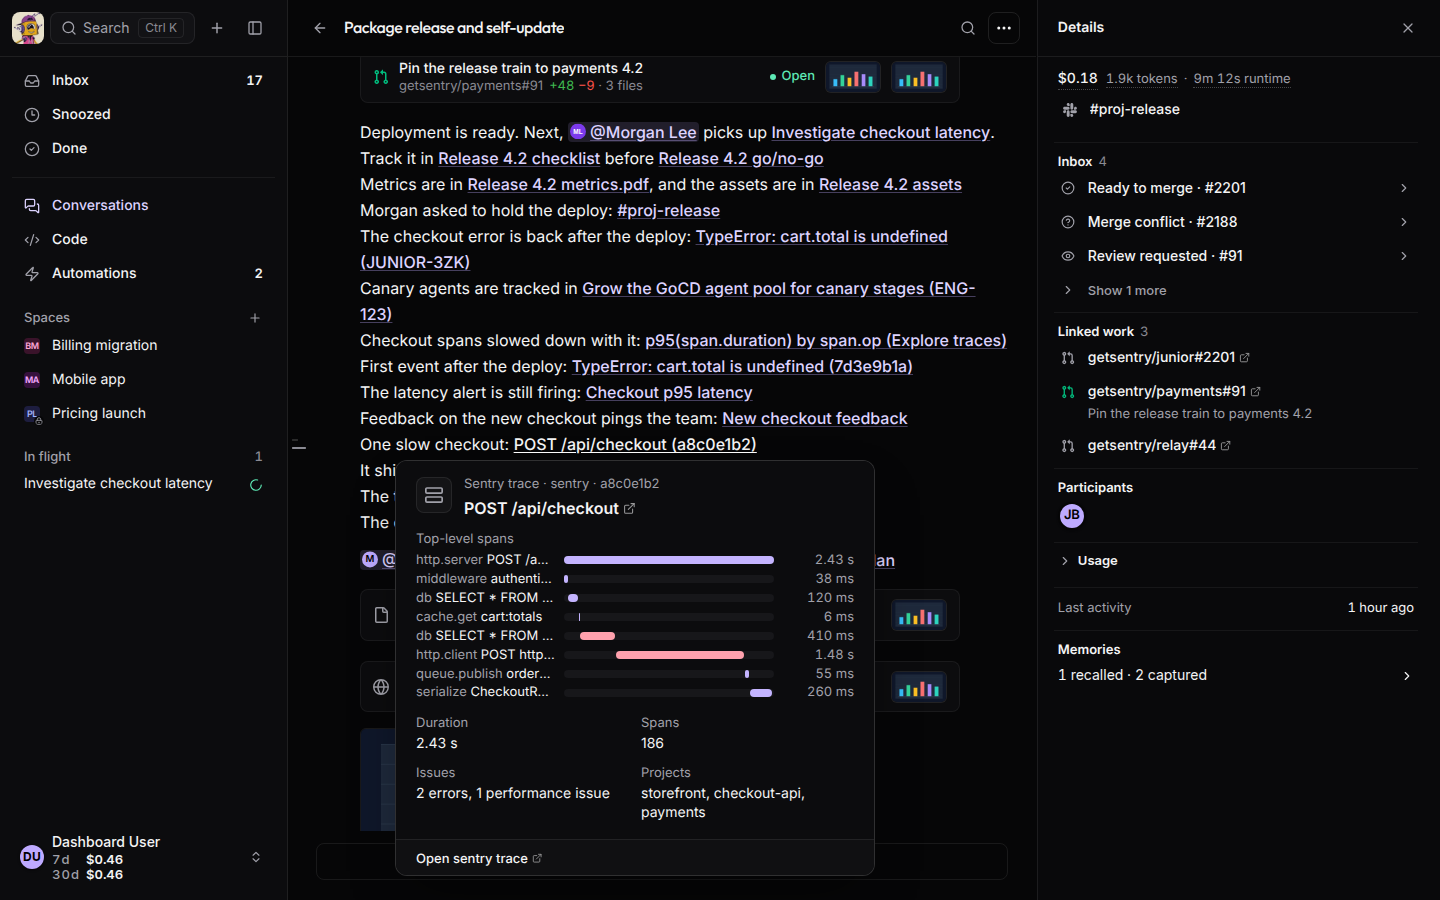 Search Ctrl K
Inbox 17
Snoozed
Done
Conversations
Code
Automations 2
Spaces
BM Billing migration
MA Mobile app
PL Pricing launch
In flight 1
Investigate checkout latency
DU Dashboard User
7d $0.46
30d $0.46
Package release and self-update
Pin the release train to payments 4.2
getsentry/payments#91 +48 −9 · 3 files
Open
Deployment is ready. Next, ML @Morgan Lee picks up Investigate checkout latency.
Track it in Release 4.2 checklist before Release 4.2 go/no-go
Metrics are in Release 4.2 metrics.pdf, and the assets are in Release 4.2 assets
Morgan asked to hold the deploy: #proj-release
The checkout error is back after the deploy: TypeError: cart.total is undefined
(JUNIOR-3ZK)
Canary agents are tracked in Grow the GoCD agent pool for canary stages (ENG-
123)
Checkout spans slowed down with it: p95(span.duration) by span.op (Explore traces)
First event after the deploy: TypeError: cart.total is undefined (7d3e9b1a)
The latency alert is still firing: Checkout p95 latency
Feedback on the new checkout pings the team: New checkout feedback
One slow checkout: POST /api/checkout (a8c0e1b2)
It shi
The
The
M @
an
Sentry trace · sentry · a8c0e1b2
POST /api/checkout
Top-level spans
http.server POST /a... 2.43 s
middleware authenti... 38 ms
db SELECT * FROM ... 120 ms
cache.get cart:totals 6 ms
db SELECT * FROM ... 410 ms
http.client POST http... 1.48 s
queue.publish order... 55 ms
serialize CheckoutR... 260 ms
Duration
2.43 s
Spans
186
Issues
2 errors, 1 performance issue
Projects
storefront, checkout-api,
payments
Open sentry trace
Details
$0.18 1.9k tokens · 9m 12s runtime
#proj-release
Inbox 4
Ready to merge · #2201
Merge conflict · #2188
Review requested · #91
Show 1 more
Linked work 3
getsentry/junior#2201
getsentry/payments#91
Pin the release train to payments 4.2
getsentry/relay#44
Participants
JB
Usage
Last activity 1 hour ago
Memories
1 recalled · 2 captured